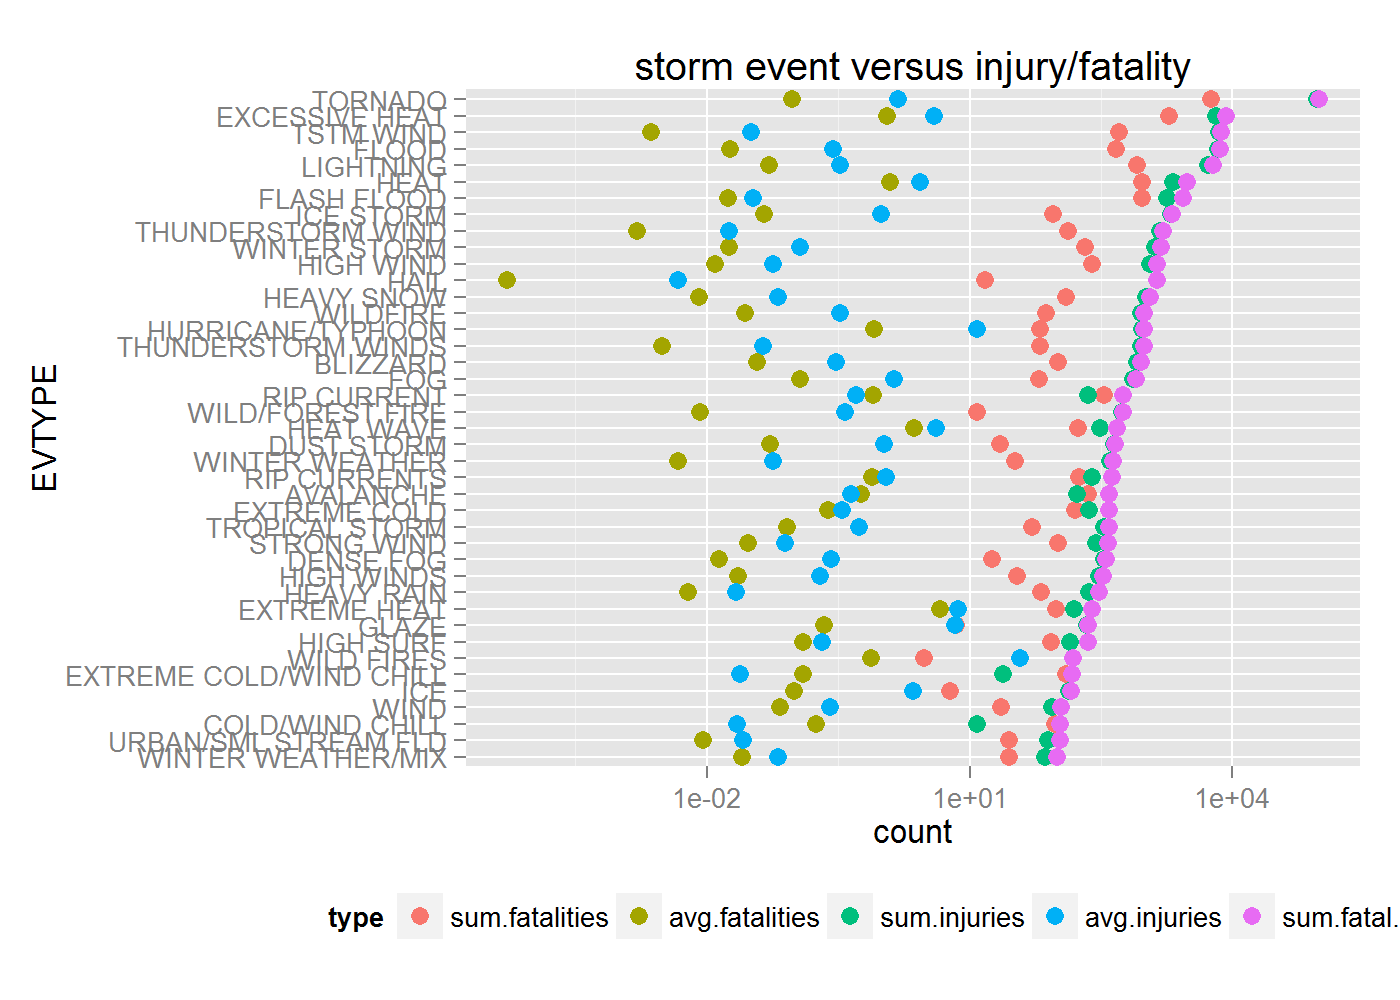 storm event versus injury/fatality
EVTYPE
TORNADO
EXCESSIVE HEAT
TSTM WIND
FLOOD
LIGHTNING
HEAT
FLASH FLOOD
ICE STORM
THUNDERSTORM WIND
WINTER STORM
HIGH WIND
HAIL
HEAVY SNOW
WILDFIRE
HURRICANE/TYPHOON
THUNDERSTORM WINDS
BLIZZARD
FOG
RIP CURRENT
WILD/FOREST FIRE
HEAT WAVE
DUST STORM
WINTER WEATHER
RIP CURRENTS
AVALANCHE
EXTREME COLD
TROPICAL STORM
STRONG WIND
DENSE FOG
HIGH WINDS
HEAVY RAIN
EXTREME HEAT
GLAZE
HIGH SURF
WILD FIRES
EXTREME COLD/WIND CHILL
ICE
WIND
COLD/WIND CHILL
URBAN/SML STREAM FLD
WINTER WEATHER/MIX
1e-02 1e+01 1e+04
count
type sum.fatalities avg.fatalities sum.injuries avg.injuries sum.fatal.